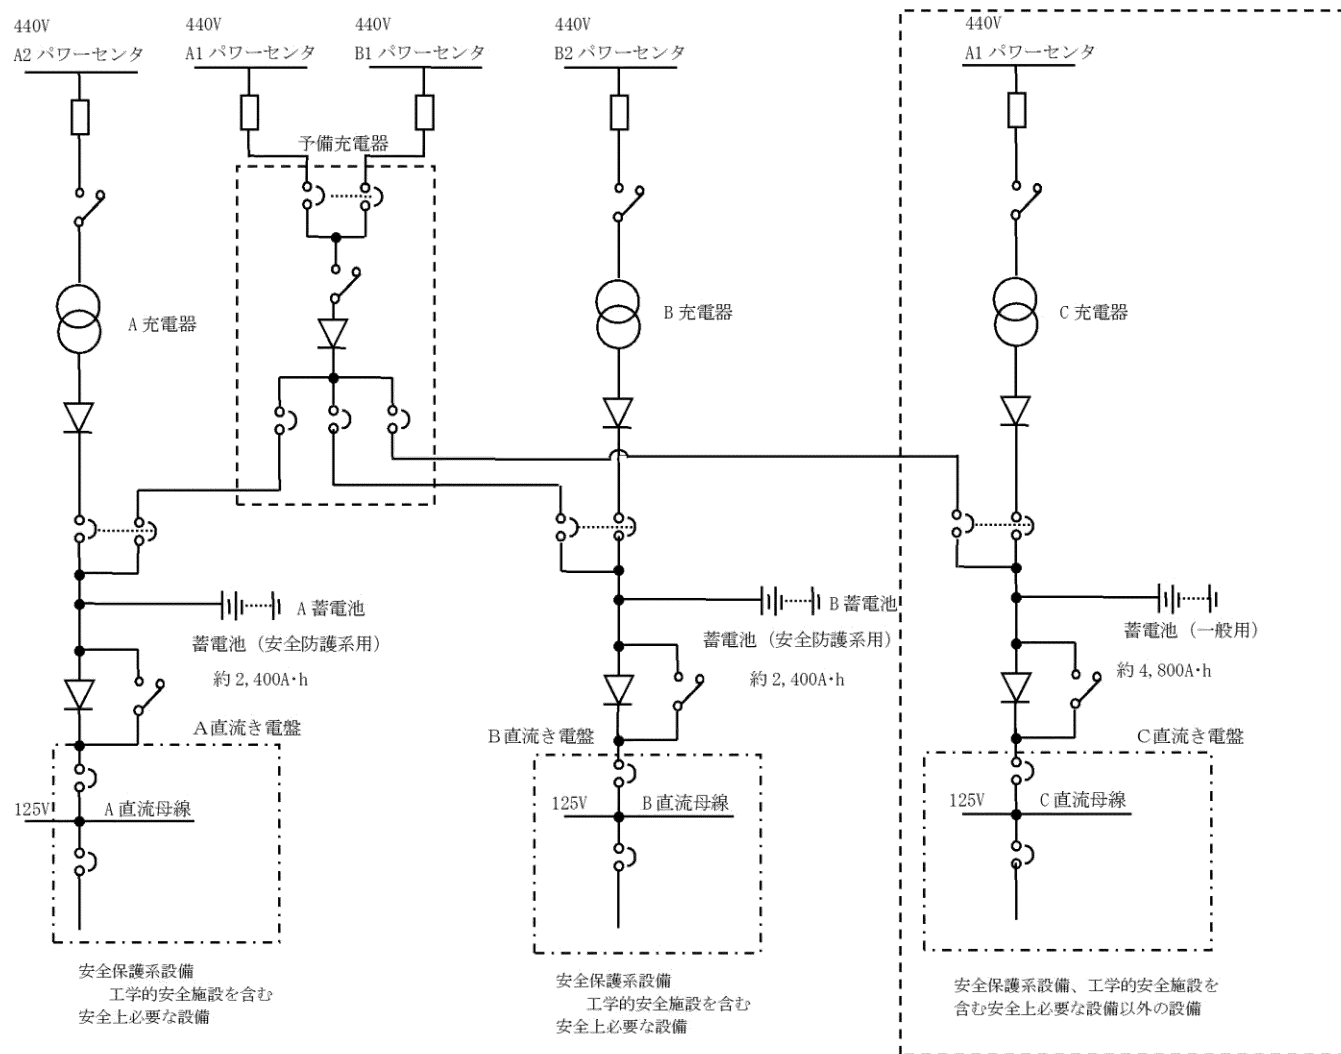 440V
A2 パワーセンタ
440V
A1 パワーセンタ
440V
B1 パワーセンタ
440V
B2 パワーセンタ
440V
A1 パワーセンタ
予備充電器
A 充電器
B 充電器
C 充電器
A 蓄電池
蓄電池（安全防護系用）
約 2,400A･h
B 蓄電池
蓄電池（安全防護系用）
約 2,400A･h
蓄電池（一般用）
約 4,800A･h
A直流き電盤
B直流き電盤
C直流き電盤
125V
A 直流母線
125V
B 直流母線
125V
C 直流母線
安全保護系設備
工学的安全施設を含む
安全上必要な設備
安全保護系設備
工学的安全施設を含む
安全上必要な設備
安全保護系設備、工学的安全施設を
含む安全上必要な設備以外の設備